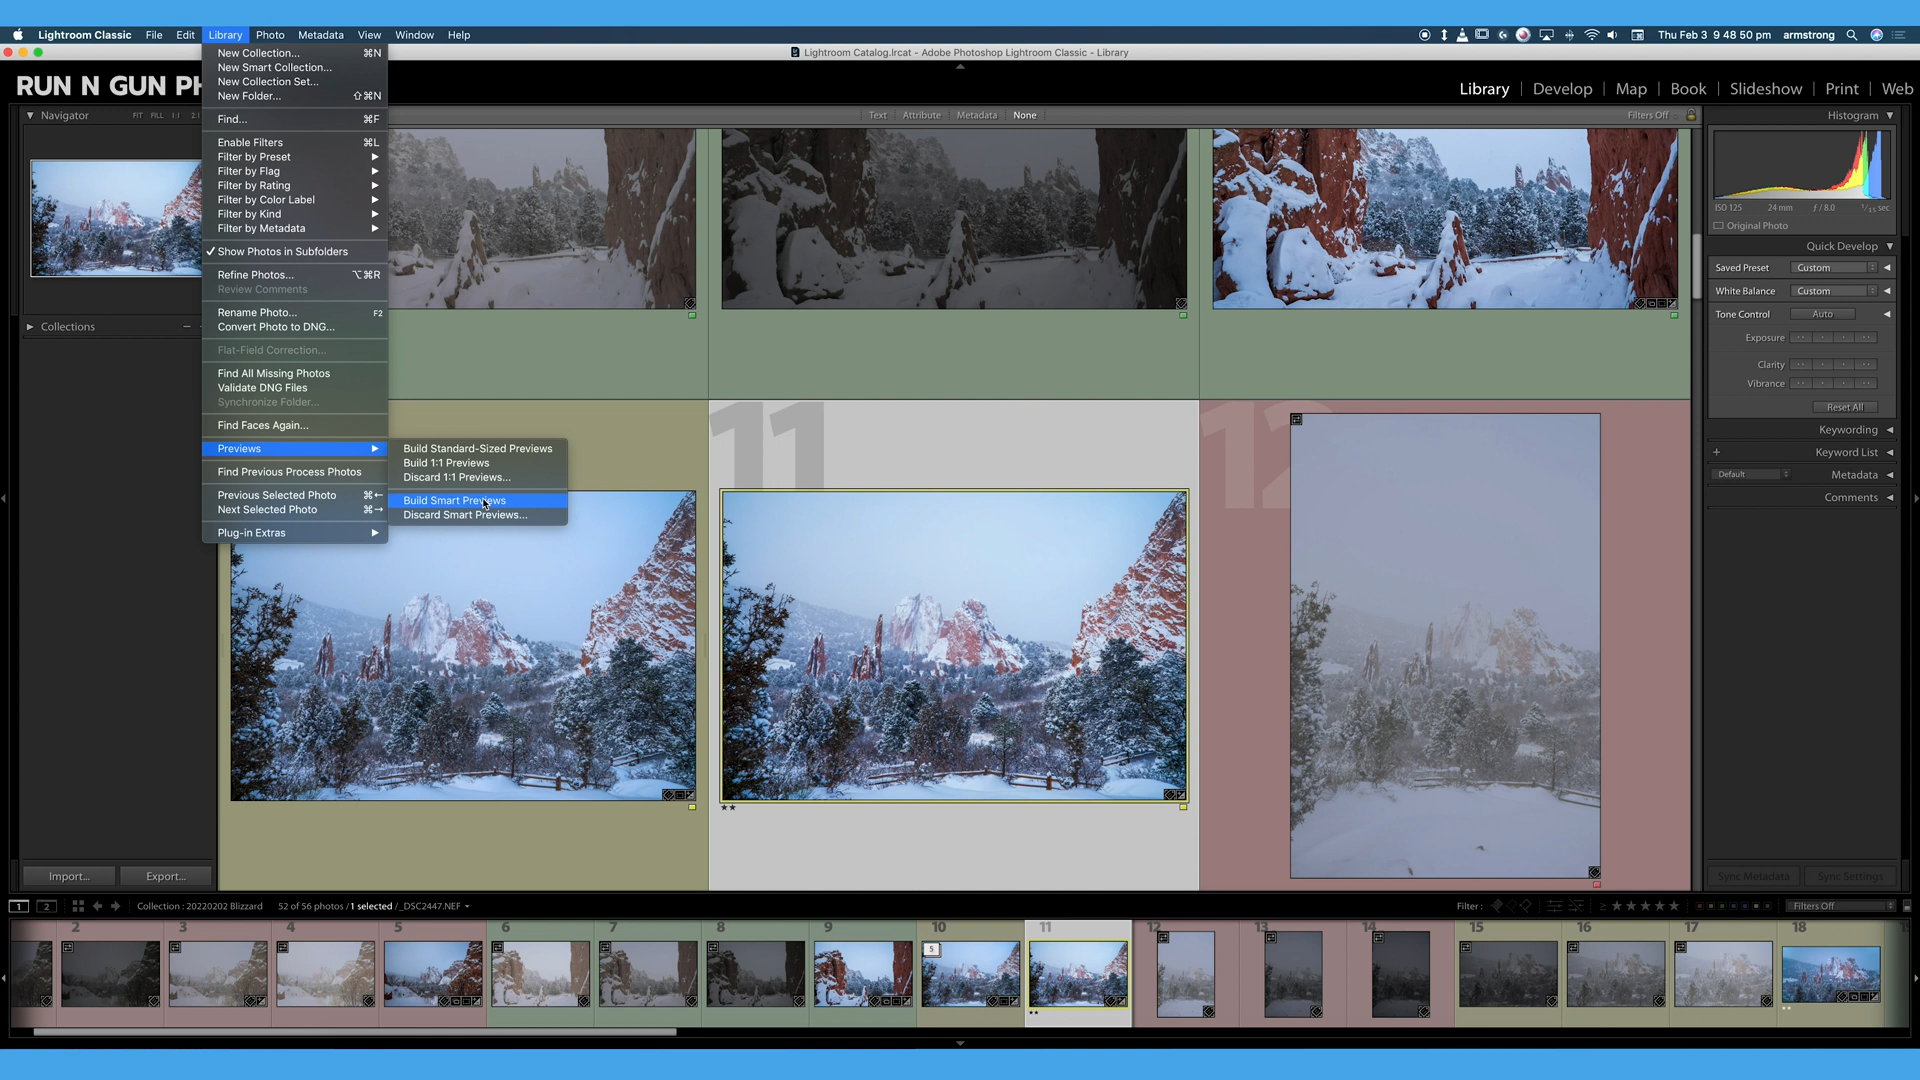 Lightroom Classic File Edit Library Photo Metadata View Window Help Thu Feb 3 9 48 50 pm armstrong
Lightroom Catalog.lrcat - Adobe Photoshop Lightroom Classic - Library
RUN N GUN PH
Library | Develop | Map | Book | Slideshow | Print | Web
New Collection... ⌘N
New Smart Collection...
New Collection Set...
New Folder... ⇧⌘N
Find... ⌘F
Enable Filters ⌘L
Filter by Preset
Filter by Flag
Filter by Rating
Filter by Color Label
Filter by Kind
Filter by Metadata
✓ Show Photos in Subfolders
Refine Photos... ⌥⌘R
Review Comments
Rename Photo... F2
Convert Photo to DNG...
Flat-Field Correction...
Find All Missing Photos
Validate DNG Files
Synchronize Folder...
Find Faces Again...
Previews
Find Previous Process Photos
Previous Selected Photo ⌘←
Next Selected Photo ⌘→
Plug-in Extras
Build Standard-Sized Previews
Build 1:1 Previews
Discard 1:1 Previews...
Build Smart Previews
Discard Smart Previews...
Navigator FIT FILL 1:1 2:1
Collections
Import... Export...
Text Attribute Metadata None Filters Off
11
12
Histogram
ISO 125 24 mm ƒ / 8.0 1/15 sec
Original Photo
Quick Develop
Saved Preset Custom
White Balance Custom
Tone Control Auto
Exposure
Clarity
Vibrance
Reset All
Keywording
Keyword List
Default Metadata
Comments
Sync Metadata Sync Settings
1 2 Collection : 20220202 Blizzard 52 of 56 photos / 1 selected / _DSC2447.NEF Filter : Filters Off
2 3 4 5 6 7 8 9 10 11 12 13 14 15 16 17 18
5